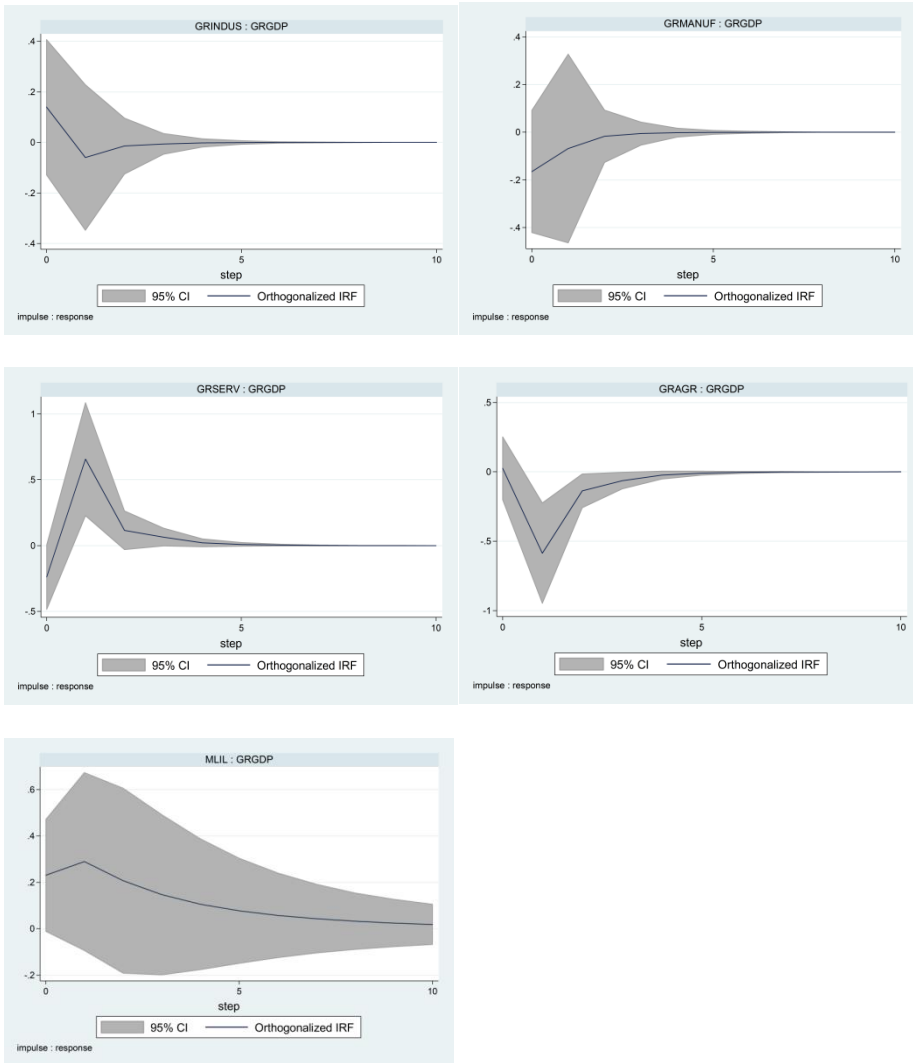 GRINDUS : GRGDP
.4
.2
0
-.2
-.4
0 5 10
step
95% CI Orthogonalized IRF
impulse : response
GRMANUF : GRGDP
.4
.2
0
-.2
-.4
0 5 10
step
95% CI Orthogonalized IRF
impulse : response
GRSERV : GRGDP
1
.5
0
-.5
0 5 10
step
95% CI Orthogonalized IRF
impulse : response
GRAGR : GRGDP
.5
0
-.5
-1
0 5 10
step
95% CI Orthogonalized IRF
impulse : response
MLIL : GRGDP
.6
.4
.2
0
-.2
0 5 10
step
95% CI Orthogonalized IRF
impulse : response